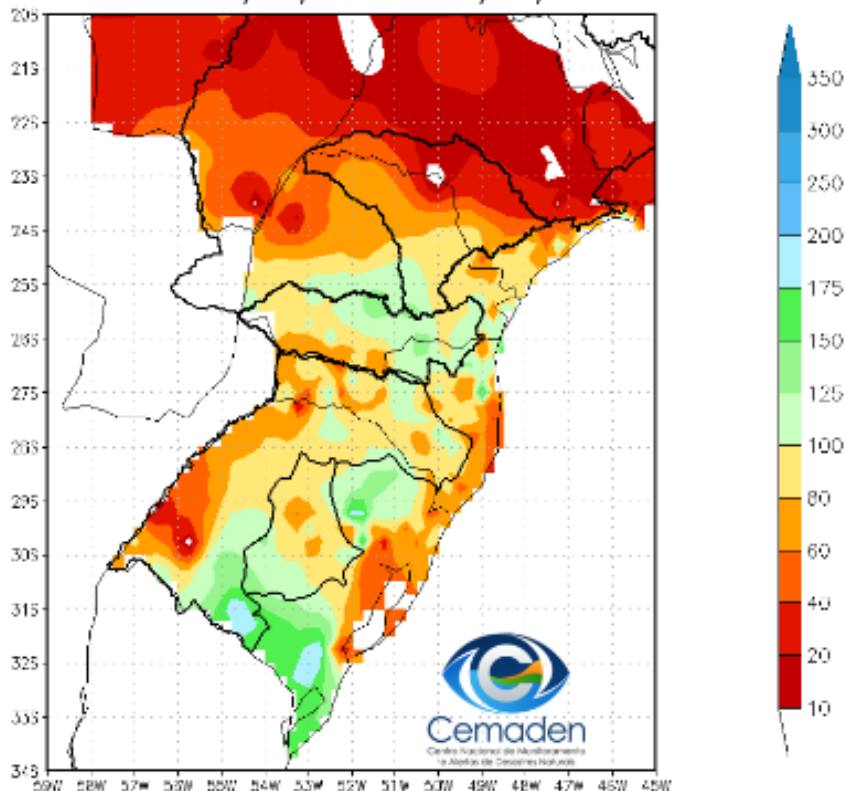 20S
21S
22S
23S
24S
25S
26S
27S
28S
29S
30S
31S
32S
33S
34S
59W 58W 57W 56W 55W 54W 53W 52W 51W 50W 49W 48W 47W 46W 45W
Cemaden
Centro Nacional de Monitoramento
e Alertas de Desastres Naturais
350
300
250
200
175
150
125
100
80
60
40
20
10